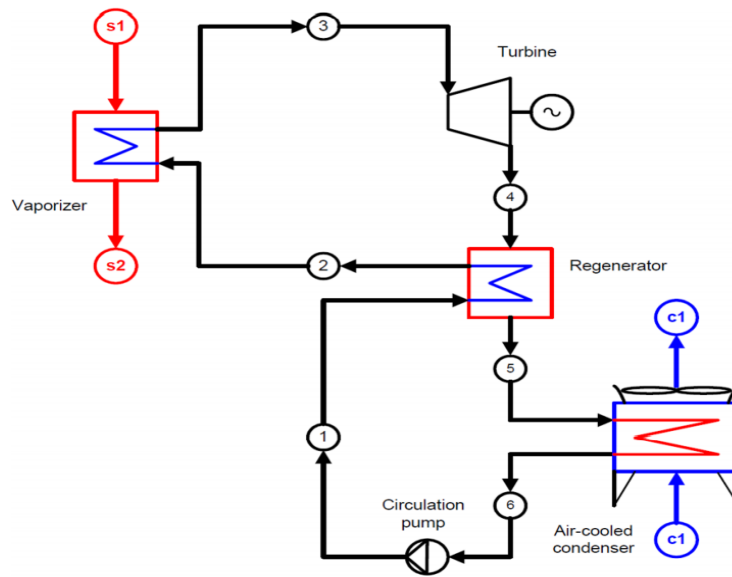 s1
3
Turbine
~
Vaporizer
4
s2
2
Regenerator
c1
5
1
Circulation
pump
6
Air-cooled
condenser
c1